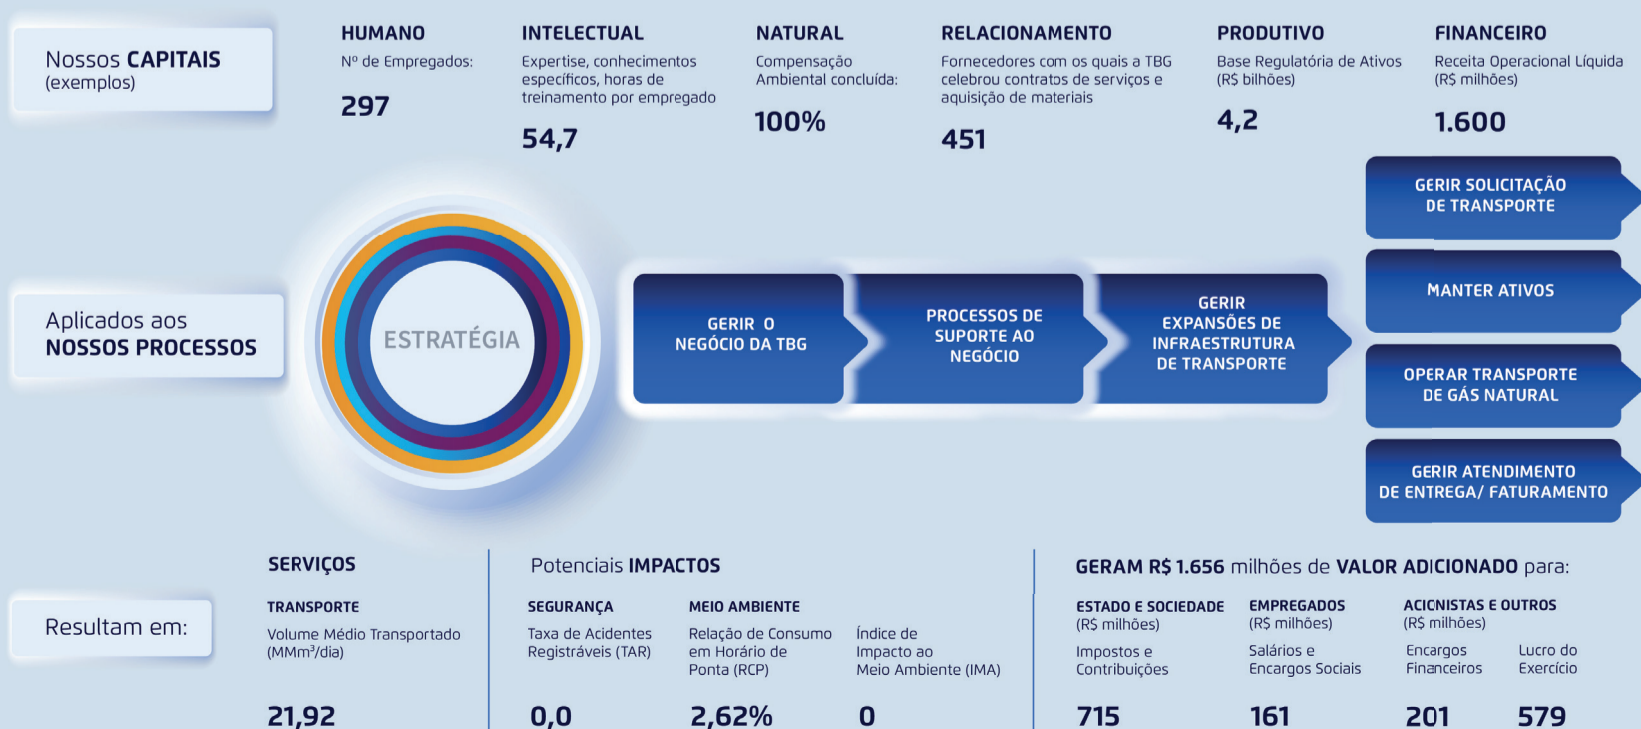 Nossos CAPITAIS
(exemplos)
HUMANO
Nº de Empregados:
297
INTELECTUAL
Expertise, conhecimentos
específicos, horas de
treinamento por empregado
54,7
NATURAL
Compensação
Ambiental concluída:
100%
RELACIONAMENTO
Fornecedores com os quais a TBG
celebrou contratos de serviços e
aquisição de materiais
451
PRODUTIVO
Base Regulatória de Ativos
(R$ bilhões)
4,2
FINANCEIRO
Receita Operacional Líquida
(R$ milhões)
1.600
Aplicados aos
NOSSOS PROCESSOS
ESTRATÉGIA
GERIR O
NEGÓCIO DA TBG
PROCESSOS DE
SUPORTE AO
NEGÓCIO
GERIR
EXPANSÕES DE
INFRAESTRUTURA
DE TRANSPORTE
GERIR SOLICITAÇÃO
DE TRANSPORTE
MANTER ATIVOS
OPERAR TRANSPORTE
DE GÁS NATURAL
GERIR ATENDIMENTO
DE ENTREGA/ FATURAMENTO
Resultam em:
SERVIÇOS
TRANSPORTE
Volume Médio Transportado
(MMm³/dia)
21,92
Potenciais IMPACTOS
SEGURANÇA
Taxa de Acidentes
Registráveis (TAR)
0,0
MEIO AMBIENTE
Relação de Consumo
em Horário de
Ponta (RCP)
2,62%
Índice de
Impacto ao
Meio Ambiente (IMA)
0
GERAM R$ 1.656 milhões de VALOR ADICIONADO para:
ESTADO E SOCIEDADE
(R$ milhões)
Impostos e
Contribuições
715
EMPREGADOS
(R$ milhões)
Salários e
Encargos Sociais
161
ACIONISTAS E OUTROS
(R$ milhões)
Encargos
Financeiros
201
Lucro do
Exercício
579